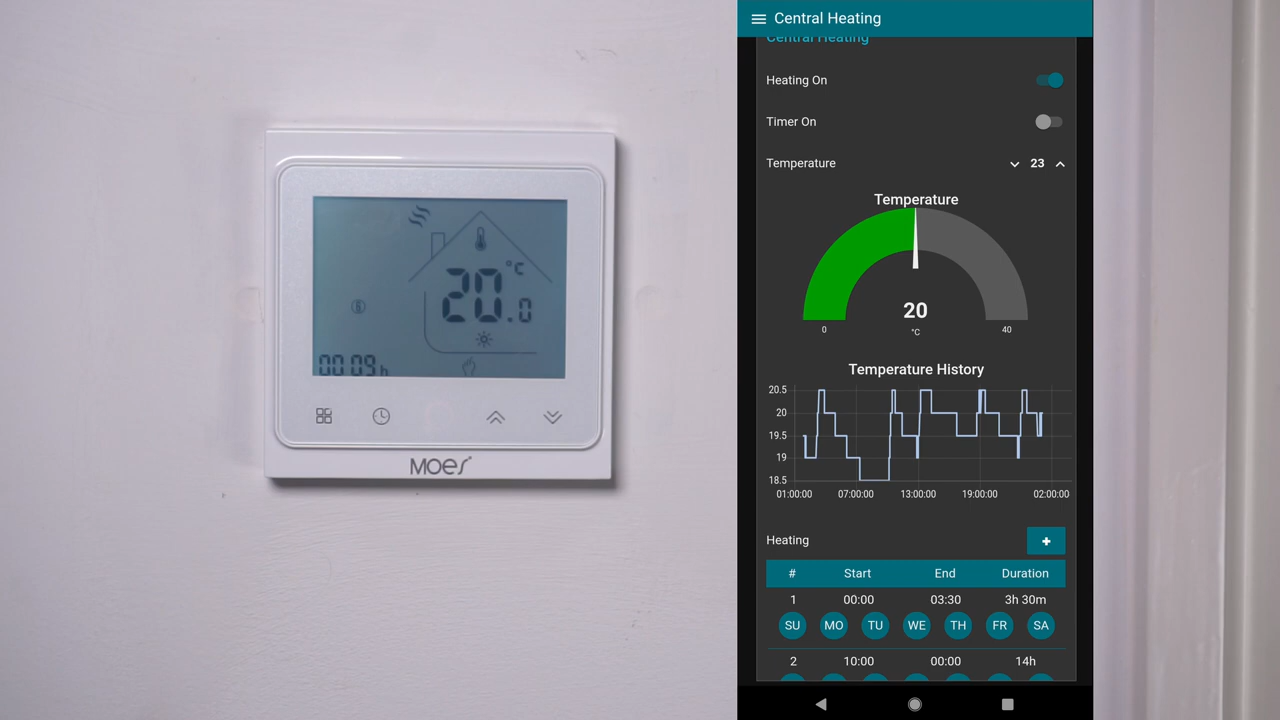 20.0 °C
00 09h
MOES
Central Heating
Central Heating
Heating On
Timer On
Temperature 23
Temperature
20
0 °C 40
Temperature History
20.5
20
19.5
19
18.5
01:00:00 07:00:00 13:00:00 19:00:00 02:00:00
Heating +
# Start End Duration
1 00:00 03:30 3h 30m
SU MO TU WE TH FR SA
2 10:00 00:00 14h